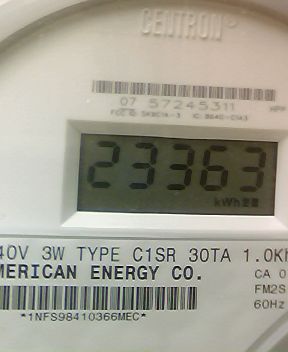 CENTRON
07 57245311
23363
kWh
40V 3W TYPE C1SR 30TA 1.0Kh
MERICAN ENERGY CO.
CA 0
FM2S
60Hz
*1NFS98410366MEC*